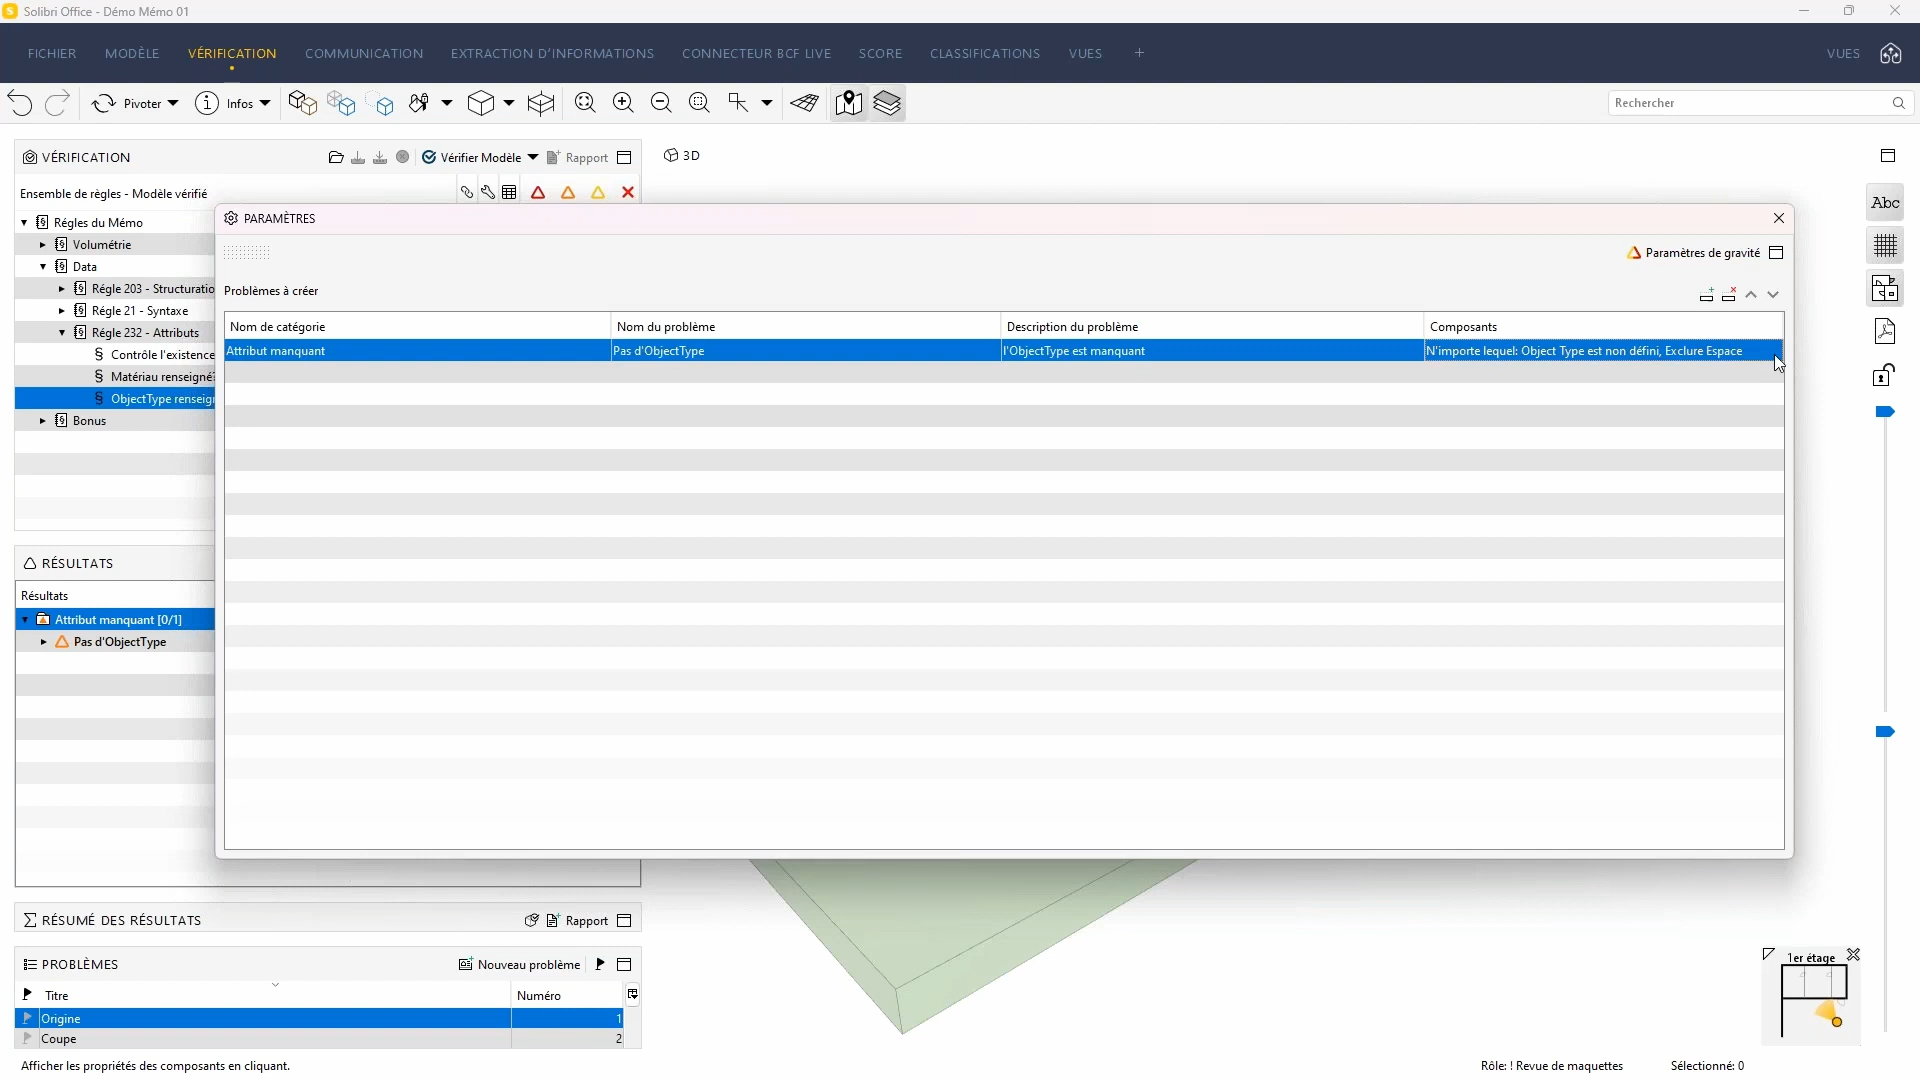 Solibri Office - Démo Mémo 01
FICHIER MODÈLE VÉRIFICATION COMMUNICATION EXTRACTION D'INFORMATIONS CONNECTEUR BCF LIVE SCORE CLASSIFICATIONS VUES + VUES
Pivoter Infos Rechercher
VÉRIFICATION Vérifier Modèle Rapport
3D
Ensemble de règles - Modèle vérifié
Abc
Régles du Mémo
PARAMÈTRES
Volumétrie
Paramètres de gravité
Data
Régle 203 - Structuratio
Problèmes à créer
Régle 21 - Syntaxe
Nom de catégorie Nom du problème Description du problème Composants
Régle 232 - Attributs
Attribut manquant Pas d'ObjectType l'ObjectType est manquant N'importe lequel: Object Type est non défini, Exclure Espace
§ Contrôle l'existence
§ Matériau renseigné?
§ ObjectType renseig
Bonus
RÉSULTATS
Résultats
Attribut manquant [0/1]
Pas d'ObjectType
RÉSUMÉ DES RÉSULTATS Rapport
PROBLÈMES Nouveau problème
1er étage
Titre Numéro
Origine 1
Coupe 2
Afficher les propriétés des composants en cliquant.
Rôle: ! Revue de maquettes Sélectionné: 0